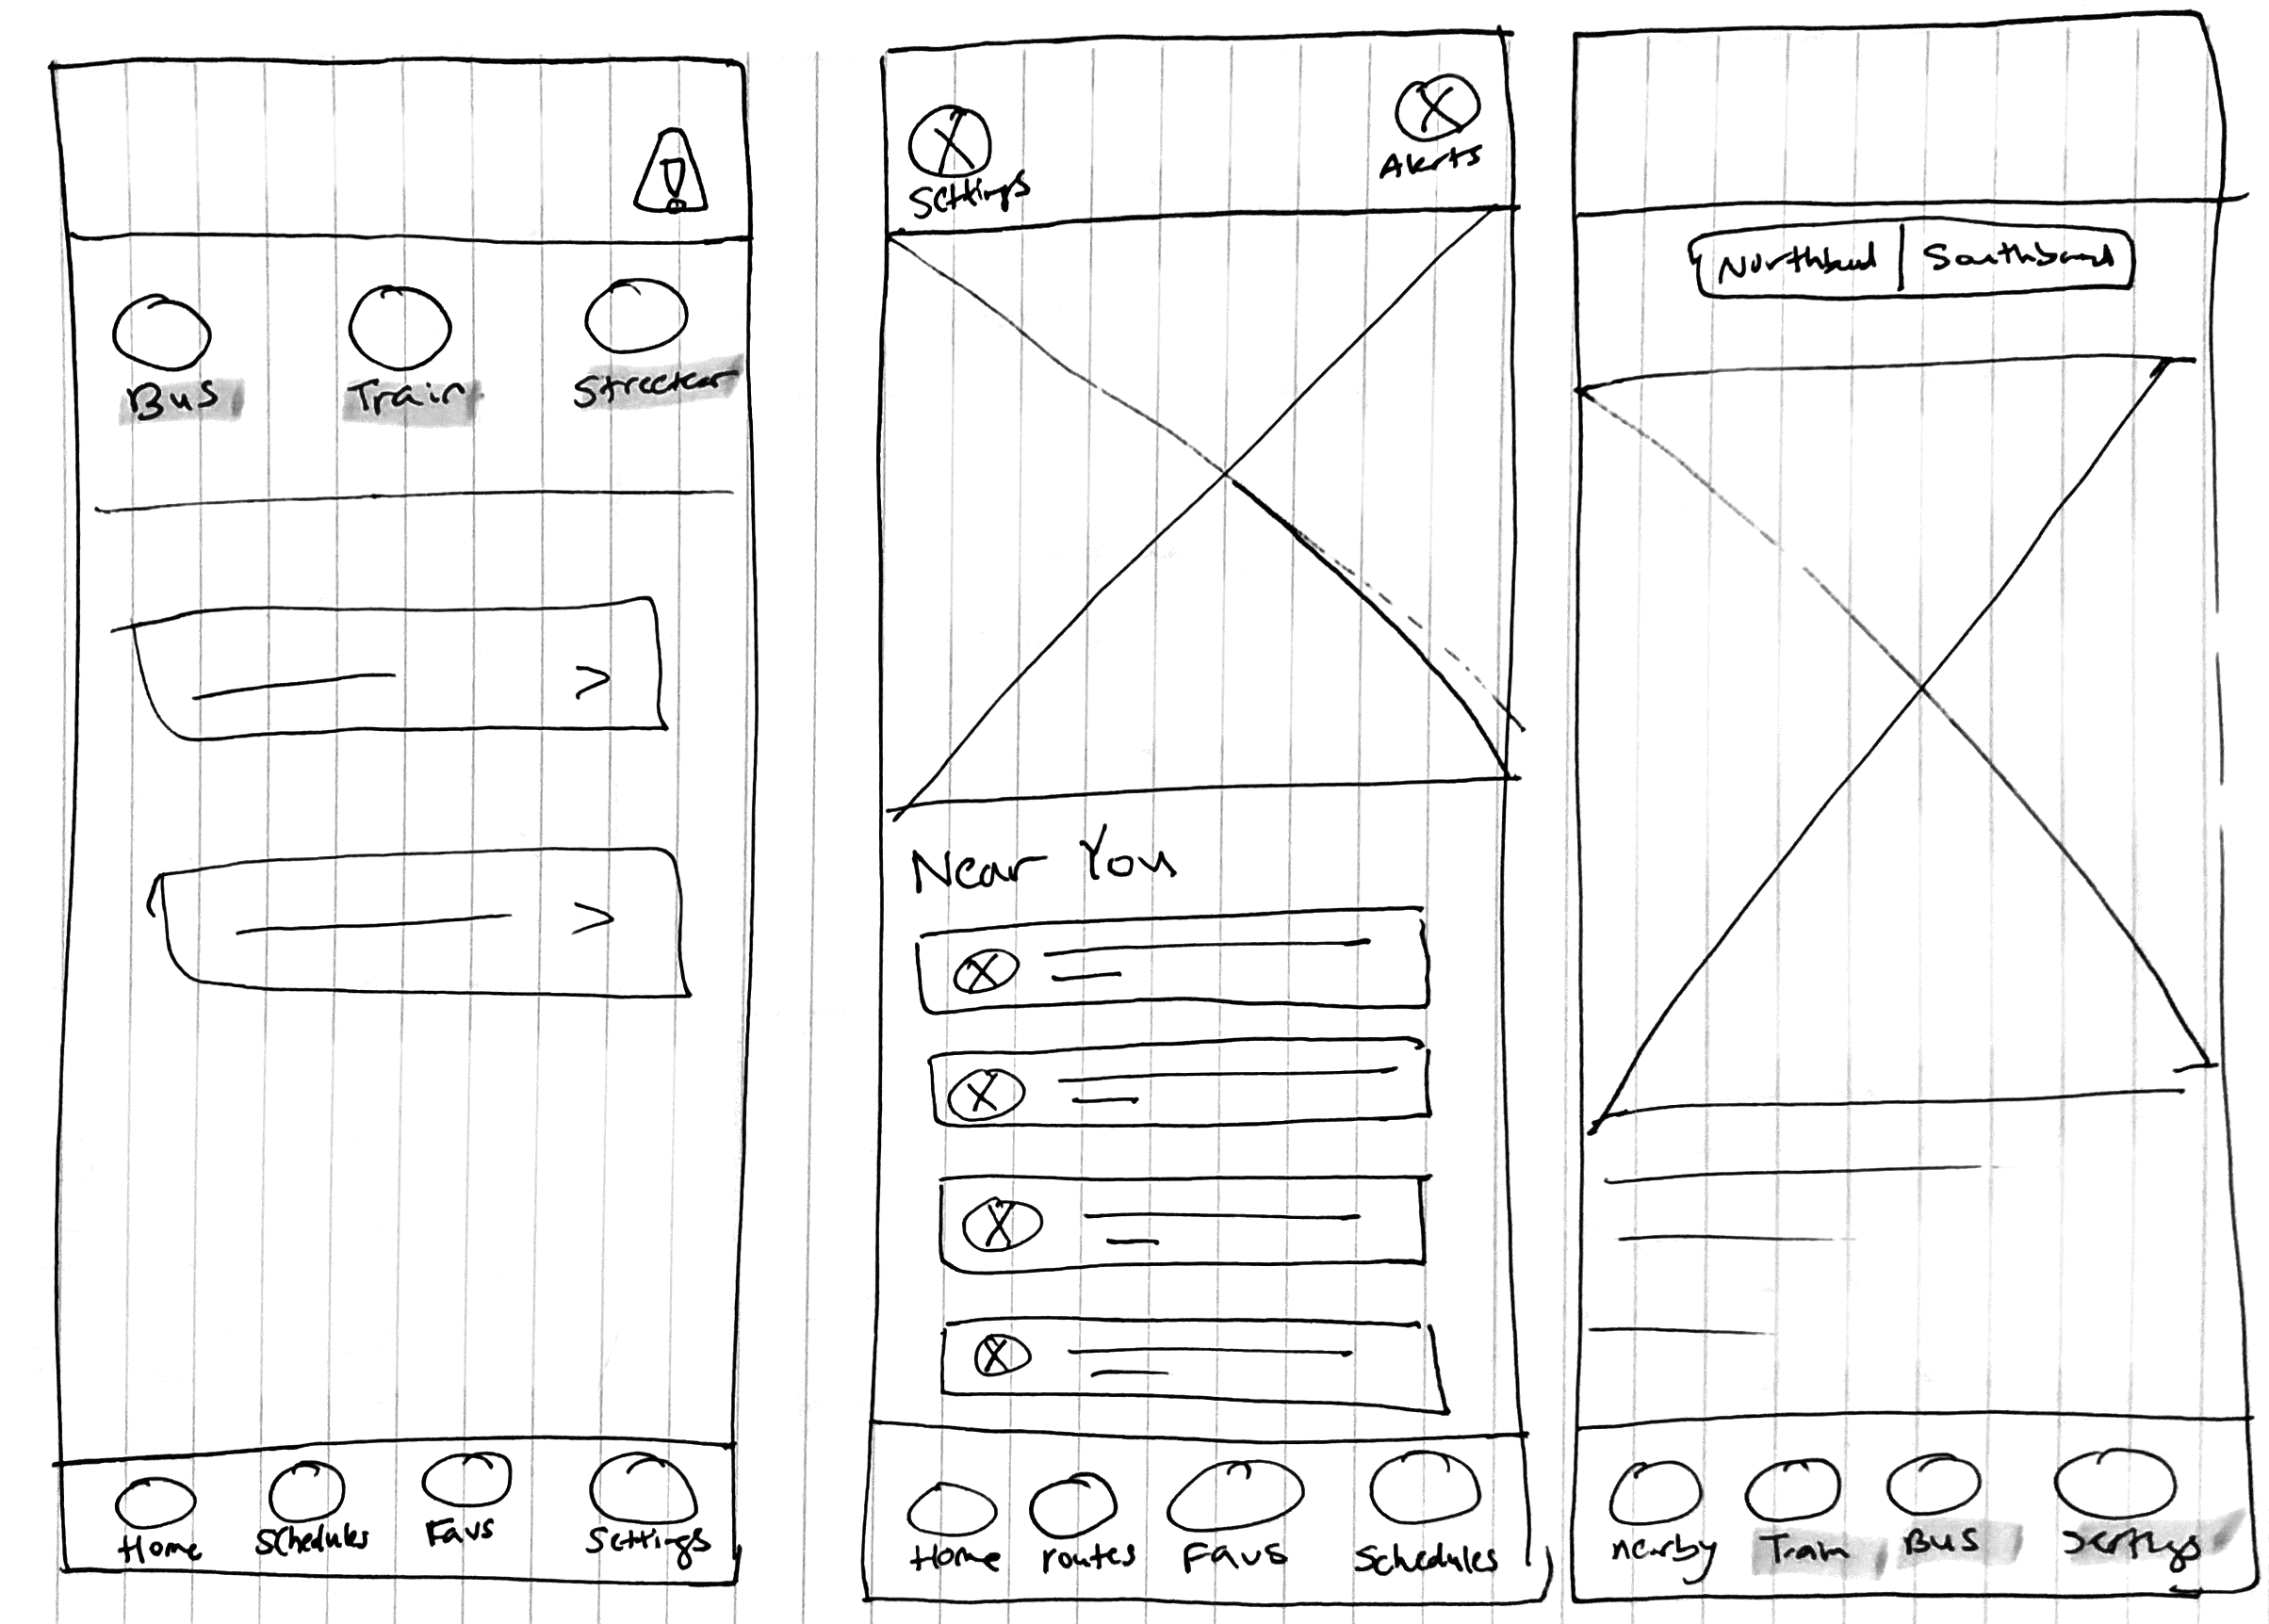 Bus Train Streetcar
Home Schedules Favs Settings
Settings Alerts
Near You
Home routes Favs Schedules
Northbound | Southbound
nearby Train Bus Settings